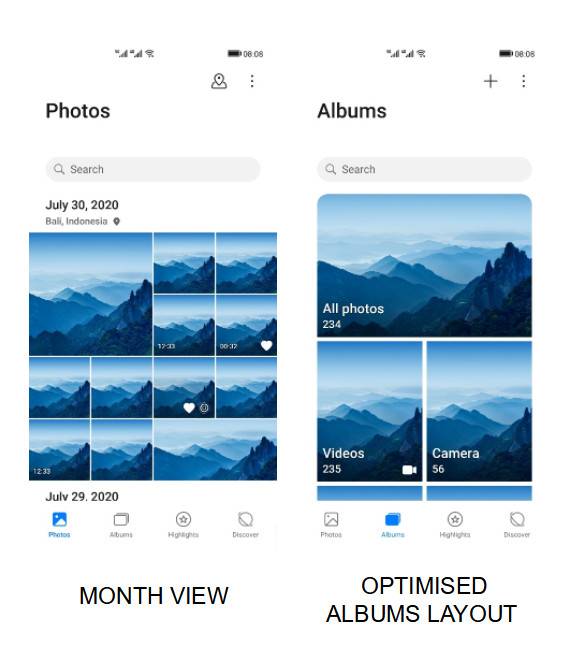 08:08
Photos
Search
July 30, 2020
Bali, Indonesia
12:33
00:32
12:33
July 29, 2020
Photos Albums Highlights Discover
MONTH VIEW
08:08
Albums
Search
All photos
234
Videos
235
Camera
56
Photos Albums Highlights Discover
OPTIMISED
ALBUMS LAYOUT